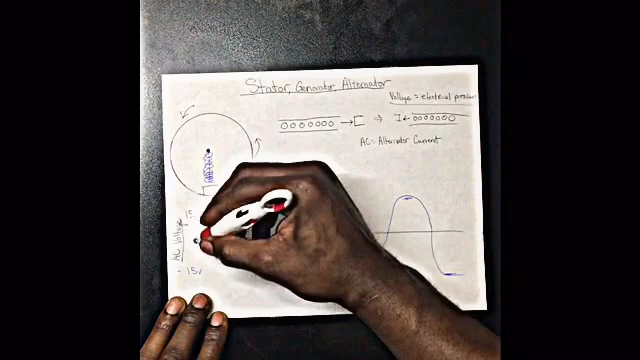 Stator, Generator, Alternator
Voltage = electrical pressure
AC = Alternator Current
AC Voltage
15
- 15v